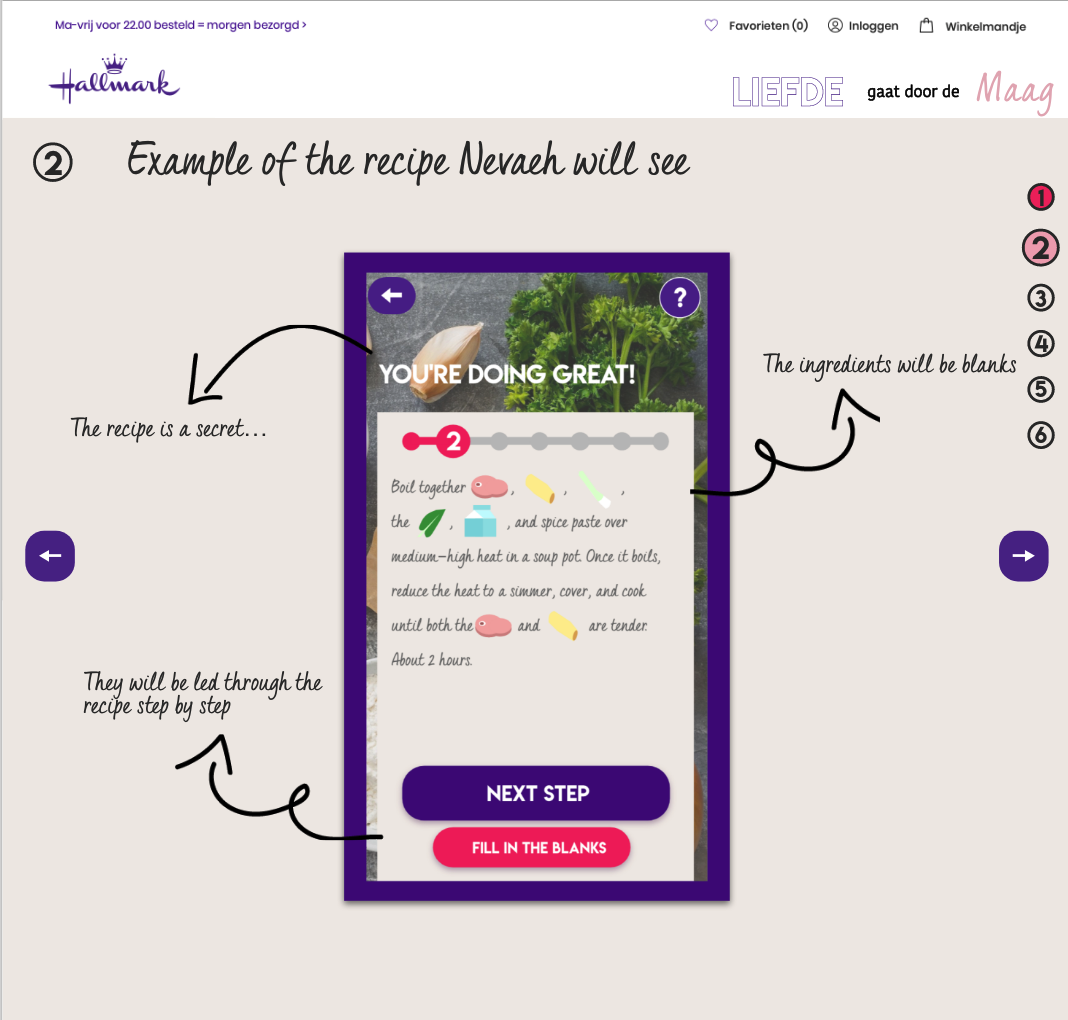 Ma-vrij voor 22.00 besteld = morgen bezorgd >
Favorieten (0)
Inloggen
Winkelmandje
Hallmark
LIEFDE gaat door de Maag
2 Example of the recipe Nevaeh will see
1
2
3
4
5
6
?
YOU'RE DOING GREAT!
The ingredients will be blanks
The recipe is a secret...
2
Boil together , , ,
the , , and spice paste over
medium-high heat in a soup pot. Once it boils,
reduce the heat to a simmer, cover, and cook
until both the and are tender.
About 2 hours.
They will be led through the
recipe step by step
NEXT STEP
FILL IN THE BLANKS